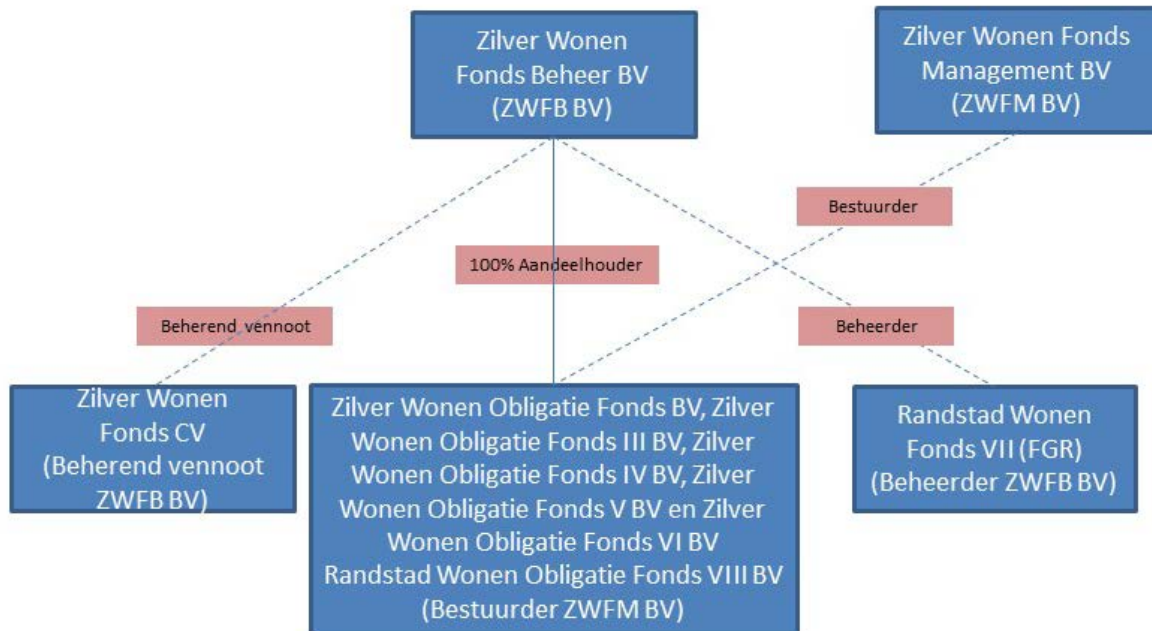 Zilver Wonen
Fonds Beheer BV
(ZWFB BV)
Zilver Wonen Fonds
Management BV
(ZWFM BV)
Bestuurder
100% Aandeelhouder
Beherend vennoot
Beheerder
Zilver Wonen
Fonds CV
(Beherend vennoot
ZWFB BV)
Zilver Wonen Obligatie Fonds BV, Zilver
Wonen Obligatie Fonds III BV, Zilver
Wonen Obligatie Fonds IV BV, Zilver
Wonen Obligatie Fonds V BV en Zilver
Wonen Obligatie Fonds VI BV
Randstad Wonen Obligatie Fonds VIII BV
(Bestuurder ZWFM BV)
Randstad Wonen
Fonds VII (FGR)
(Beheerder ZWFB BV)